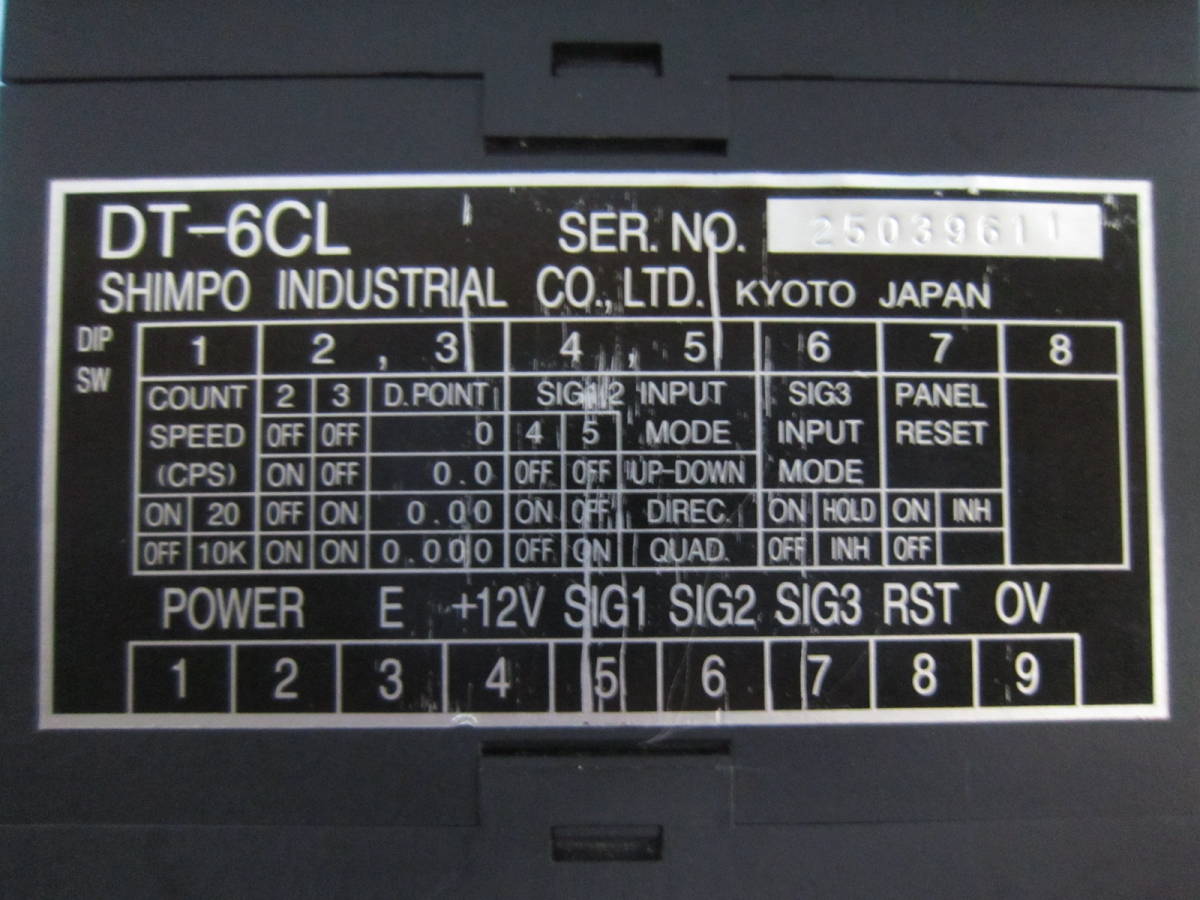 DT-6CL SER. NO. 25039611
SHIMPO INDUSTRIAL CO., LTD. KYOTO JAPAN
DIP SW 1 2 , 3 4 , 5 6 7 8
COUNT 2 3 D.POINT SIG1/2 INPUT SIG3 PANEL
SPEED OFF OFF 0 4 5 MODE INPUT RESET
(CPS) ON OFF 0.0 OFF OFF UP-DOWN MODE
ON 20 OFF ON 0.00 ON OFF DIREC. ON HOLD ON INH
OFF 10K ON ON 0.000 OFF ON QUAD. OFF INH OFF
POWER E +12V SIG1 SIG2 SIG3 RST OV
1 2 3 4 5 6 7 8 9